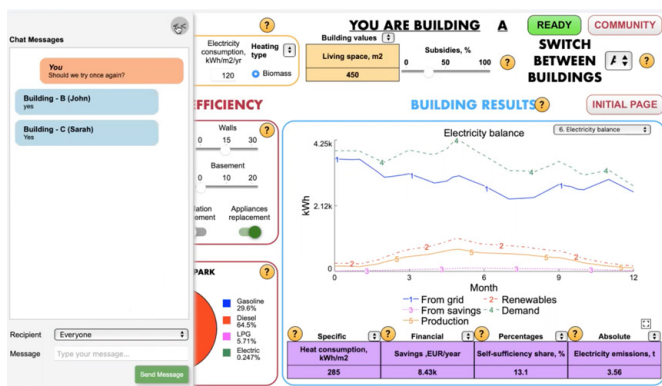 Chat Messages
You
Should we try once again?
Building - B (John)
yes
Building - C (Sarah)
Yes
Recipient
Everyone
Message
Type your message...
Send Message
?
YOU ARE BUILDING A
READY
COMMUNITY
Electricity
consumption,
kWh/m2/yr
120
Heating
type
Biomass
Building values
Living space, m2
450
Subsidies, %
0 50 100
?
SWITCH
BETWEEN
BUILDINGS
?
EFFICIENCY
?
BUILDING RESULTS
?
INITIAL PAGE
Walls
0 15 30
Basement
0 10 20
Appliances
replacement
PARK
?
Gasoline
29.6%
Diesel
64.5%
LPG
5.71%
Electric
0.247%
Electricity balance
6. Electricity balance
?
4.25k
2.12k
0
kWh
0 3 6 9 12
Month
1 From grid
2 Renewables
3 From savings
4 Demand
5 Production
? Specific
? Financial
? Percentages
? Absolute
Heat consumption,
kWh/m2
285
Savings ,EUR/year
8.43k
Self-sufficiency share, %
13.1
Electricity emissions, t
3.56